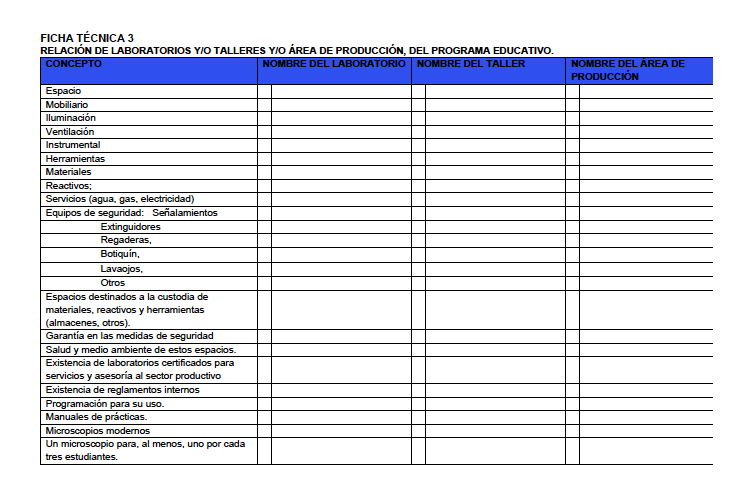 FICHA TÉCNICA 3
RELACIÓN DE LABORATORIOS Y/O TALLERES Y/O ÁREA DE PRODUCCIÓN, DEL PROGRAMA EDUCATIVO.
CONCEPTO NOMBRE DEL LABORATORIO NOMBRE DEL TALLER NOMBRE DEL ÁREA DE
PRODUCCIÓN
Espacio
Mobiliario
Iluminación
Ventilación
Instrumental
Herramientas
Materiales
Reactivos;
Servicios (agua, gas, electricidad)
Equipos de seguridad: Señalamientos
Extinguidores
Regaderas,
Botiquín,
Lavaojos,
Otros
Espacios destinados a la custodia de
materiales, reactivos y herramientas
(almacenes, otros).
Garantía en las medidas de seguridad
Salud y medio ambiente de estos espacios.
Existencia de laboratorios certificados para
servicios y asesoría al sector productivo
Existencia de reglamentos internos
Programación para su uso.
Manuales de prácticas.
Microscopios modernos
Un microscopio para, al menos, uno por cada
tres estudiantes.